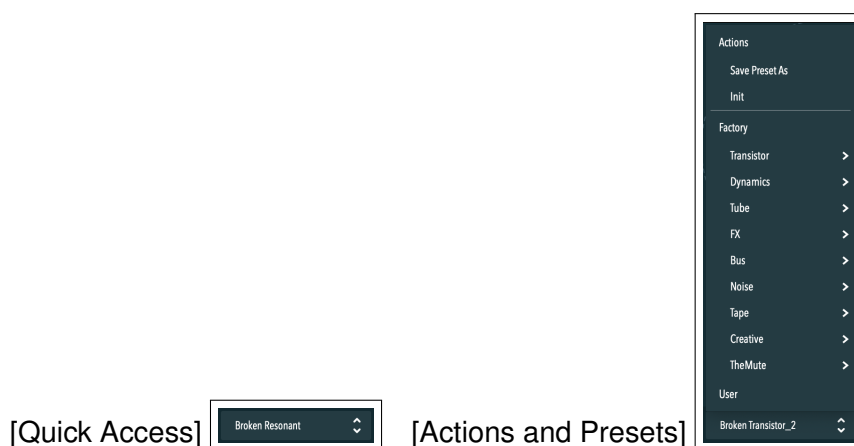 [Quick Access]
Broken Resonant
[Actions and Presets]
Actions
Save Preset As
Init
Factory
Transistor
Dynamics
Tube
FX
Bus
Noise
Tape
Creative
TheMute
User
Broken Transistor_2